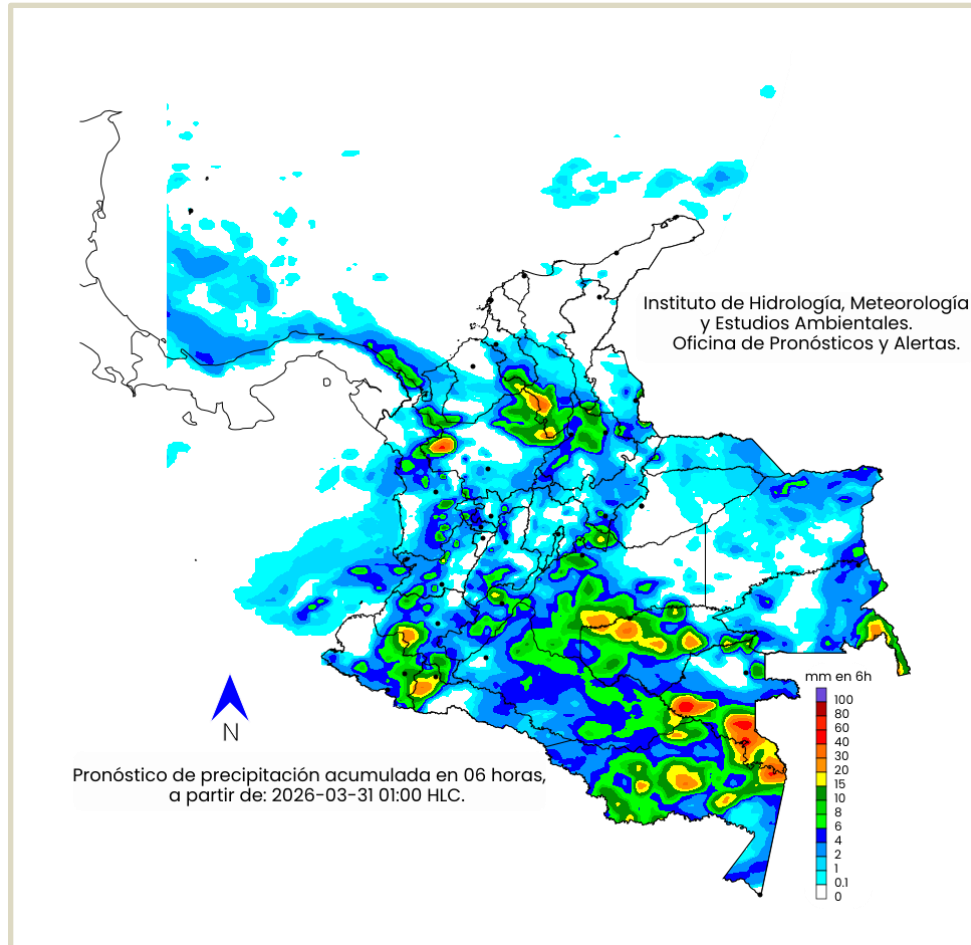 Instituto de Hidrología, Meteorología
y Estudios Ambientales.
Oficina de Pronósticos y Alertas.
mm en 6h
100
80
60
40
30
20
15
10
8
6
4
2
1
0.1
0
N
Pronóstico de precipitación acumulada en 06 horas,
a partir de: 2026-03-31 01:00 HLC.